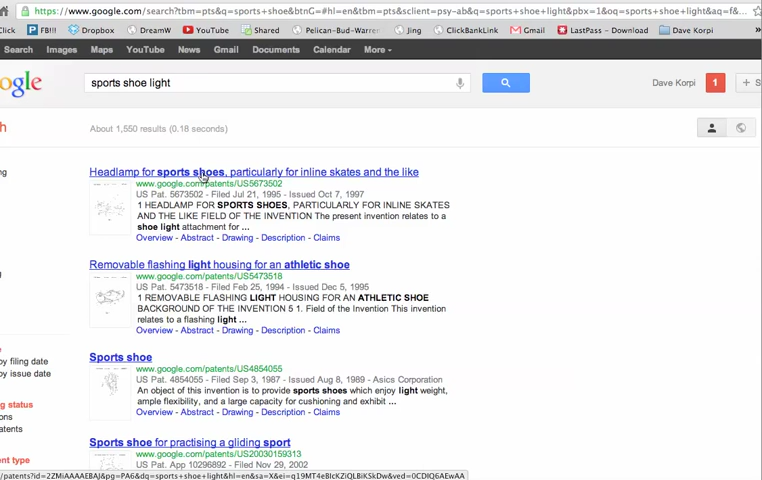 https://www.google.com/search?tbm=pts&q=sports+shoe&btnG=#hl=en&tbm=pts&sclient=psy-ab&q=sports+shoe+light&pbx=1&oq=sports+shoe+light&aq=f&...
Click FB!!! Dropbox DreamW YouTube Shared Pelican-Bud-Warren Jing ClickBankLink Gmail LastPass - Download Dave Korpi
Search Images Maps YouTube News Gmail Documents Calendar More
ogle sports shoe light Dave Korpi 1 + S
h About 1,550 results (0.18 seconds)
Headlamp for sports shoes, particularly for inline skates and the like
www.google.com/patents/US5673502
US Pat. 5673502 - Filed Jul 21, 1995 - Issued Oct 7, 1997
1 HEADLAMP FOR SPORTS SHOES, PARTICULARLY FOR INLINE SKATES
AND THE LIKE FIELD OF THE INVENTION The present invention relates to a
shoe light attachment for ...
Overview - Abstract - Drawing - Description - Claims
Removable flashing light housing for an athletic shoe
www.google.com/patents/US5473518
US Pat. 5473518 - Filed Feb 25, 1994 - Issued Dec 5, 1995
1 REMOVABLE FLASHING LIGHT HOUSING FOR AN ATHLETIC SHOE
BACKGROUND OF THE INVENTION 5 1. Field of the Invention This invention
relates to a flashing light ...
Overview - Abstract - Drawing - Description - Claims
Sports shoe
www.google.com/patents/US4854055
US Pat. 4854055 - Filed Sep 3, 1987 - Issued Aug 8, 1989 - Asics Corporation
An object of this invention is to provide sports shoes which enjoy light weight,
ample flexibility, and a large capacity for cushioning and exhibit ...
Overview - Abstract - Drawing - Description - Claims
by filing date
by issue date
g status
ons
atents
ent type
Sports shoe for practising a gliding sport
www.google.com/patents/US20030159313
US Pat. App 10296892 - Filed Nov 29, 2002